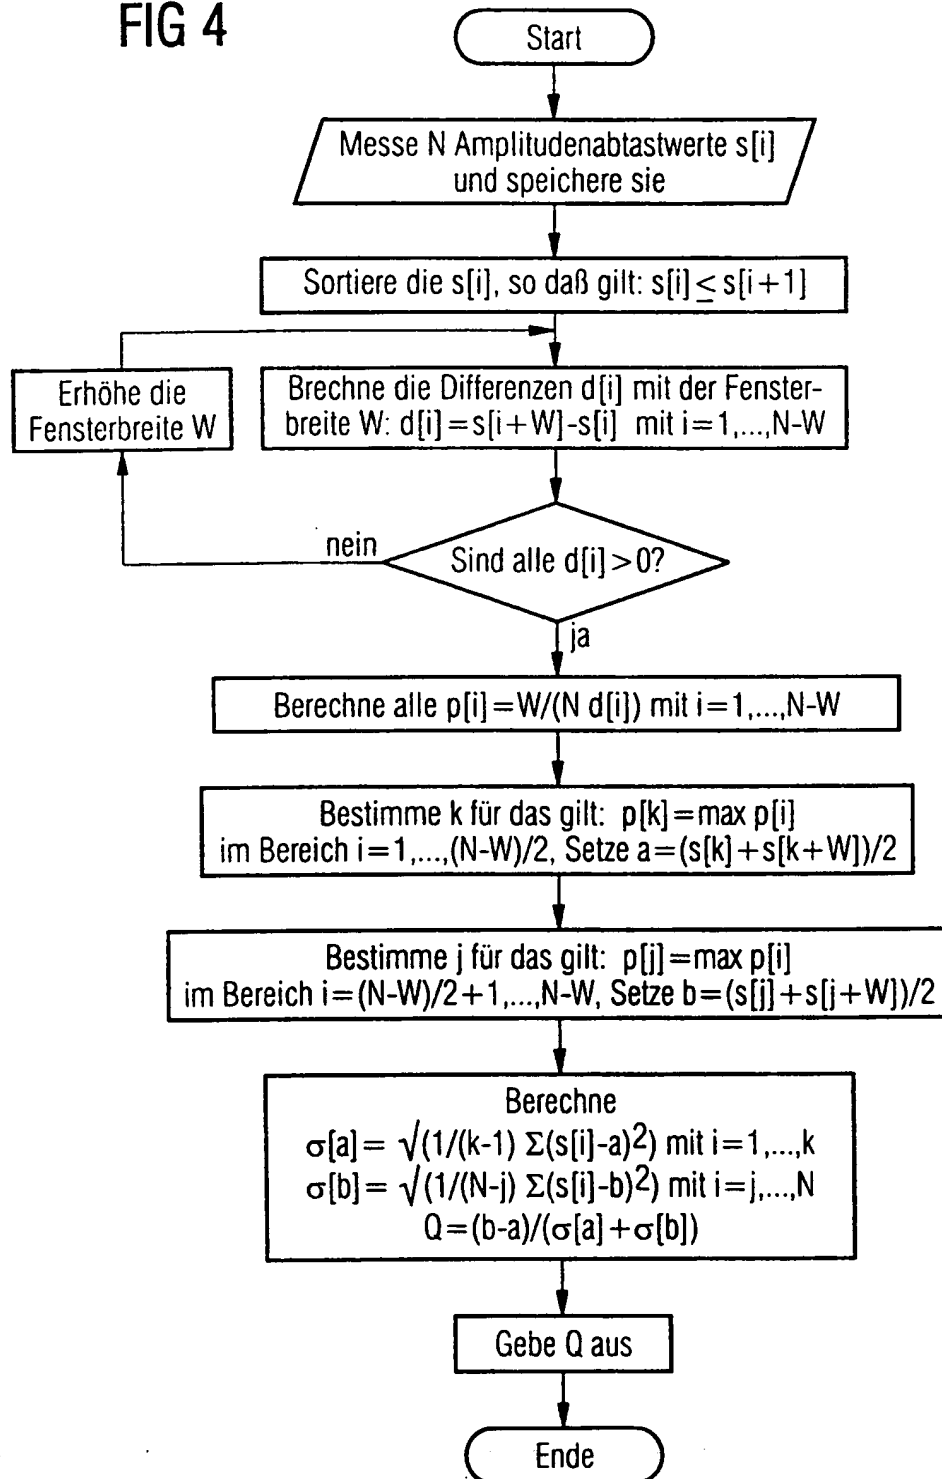 FIG 4
Start
Messe N Amplitudenabtastwerte s[i]
und speichere sie
Sortiere die s[i], so daß gilt: s[i] ≤ s[i+1]
Erhöhe die
Fensterbreite W
Brechne die Differenzen d[i] mit der Fenster-
breite W: d[i]=s[i+W]-s[i] mit i=1,...,N-W
nein
Sind alle d[i]>0?
ja
Berechne alle p[i]=W/(N d[i]) mit i=1,...,N-W
Bestimme k für das gilt: p[k]=max p[i]
im Bereich i=1,...,(N-W)/2, Setze a=(s[k]+s[k+W])/2
Bestimme j für das gilt: p[j]=max p[i]
im Bereich i=(N-W)/2+1,...,N-W, Setze b=(s[j]+s[j+W])/2
Berechne
σ[a]= √(1/(k-1) Σ(s[i]-a)²) mit i=1,...,k
σ[b]= √(1/(N-j) Σ(s[i]-b)²) mit i=j,...,N
Q=(b-a)/(σ[a]+σ[b])
Gebe Q aus
Ende